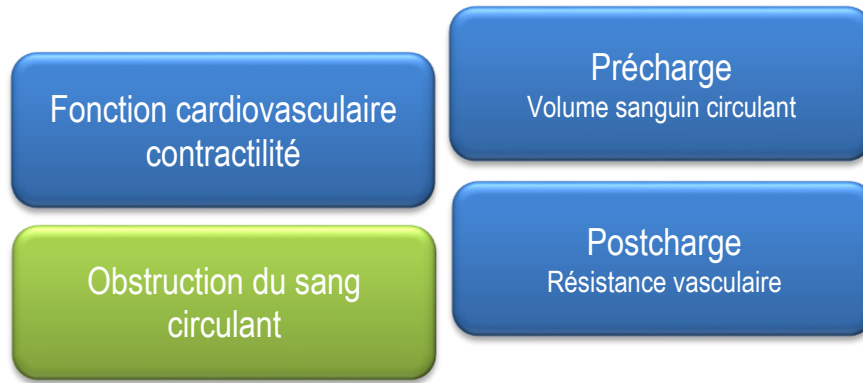 Fonction cardiovasculaire
contractilité
Précharge
Volume sanguin circulant
Obstruction du sang
circulant
Postcharge
Résistance vasculaire